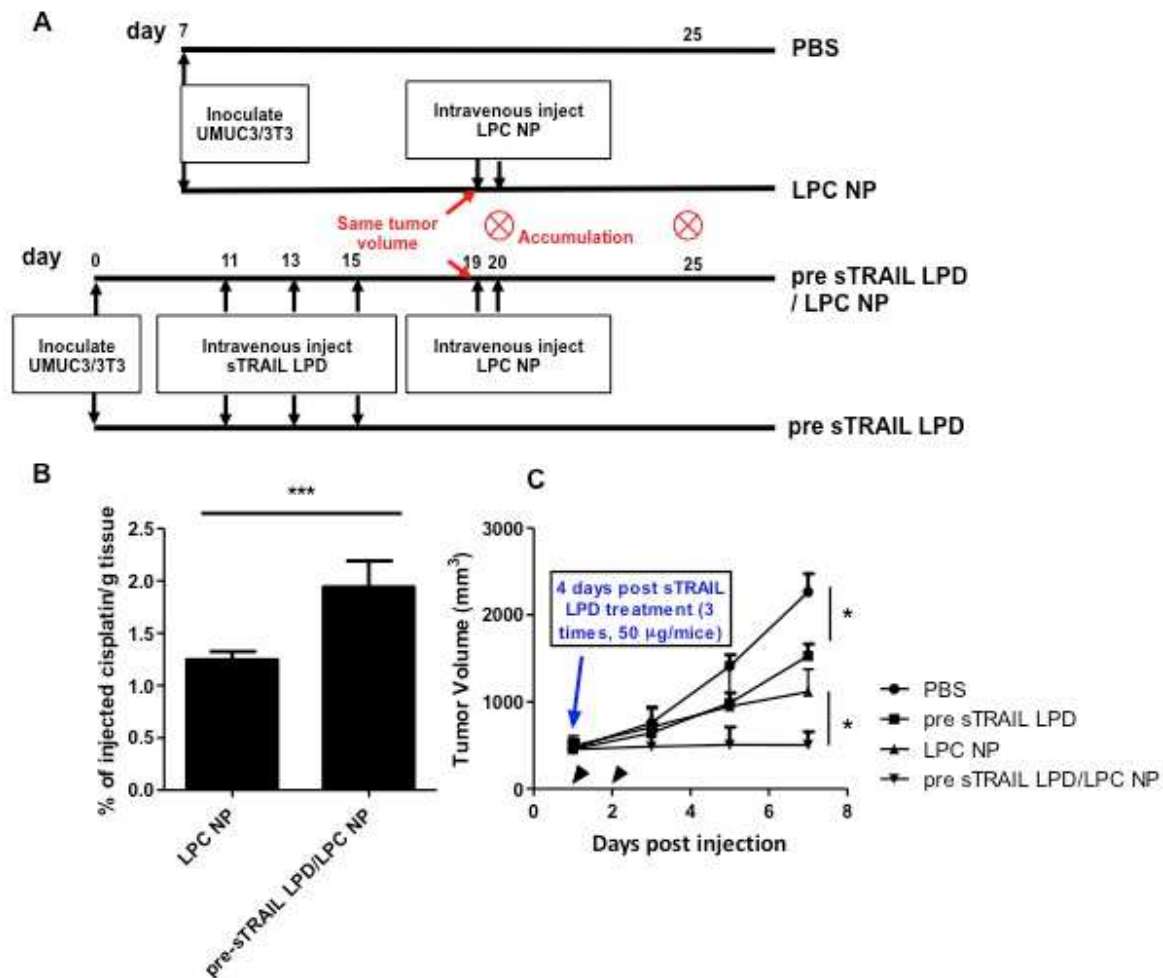 A
day 7 25 PBS
Inoculate
UMUC3/3T3
Intravenous inject
LPC NP
LPC NP
Same tumor
volume
Accumulation
day 0 11 13 15 19 20 25 pre sTRAIL LPD
/ LPC NP
Inoculate
UMUC3/3T3
Intravenous inject
sTRAIL LPD
Intravenous inject
LPC NP
pre sTRAIL LPD
B
***
% of injected cisplatin/g tissue
2.5
2.0
1.5
1.0
0.5
0.0
LPC NP
pre-sTRAIL LPD/LPC NP
C
Tumor Volume (mm3)
3000
2000
1000
0
4 days post sTRAIL
LPD treatment (3
times, 50 μg/mice)
*
*
0 2 4 6 8
Days post injection
PBS
pre sTRAIL LPD
LPC NP
pre sTRAIL LPD/LPC NP